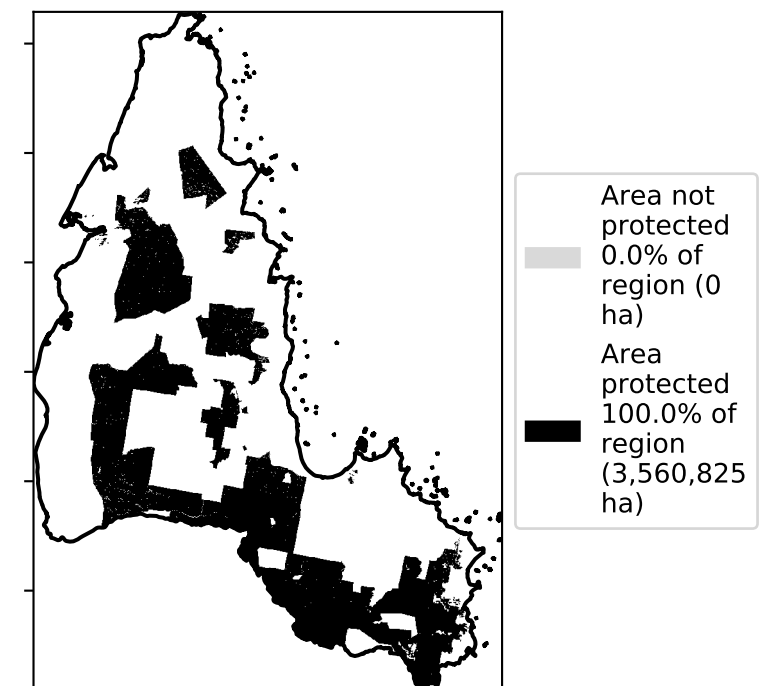 Area not
protected
0.0% of
region (0
ha)
Area
protected
100.0% of
region
(3,560,825
ha)